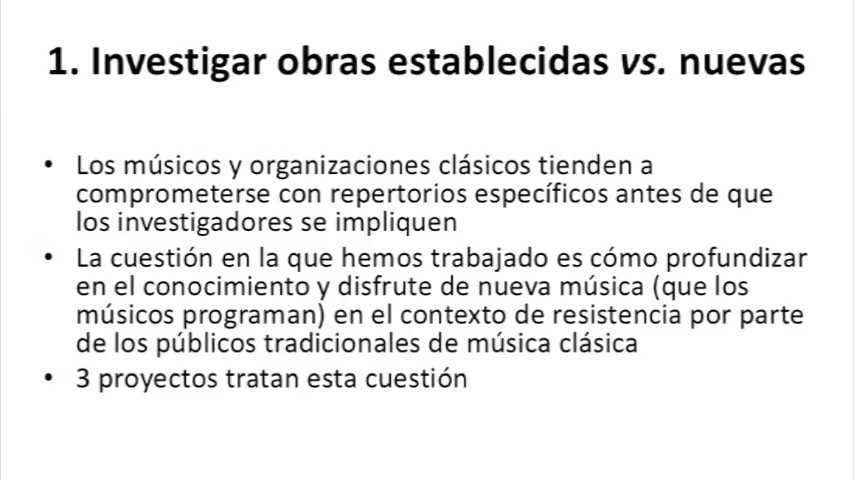 1. Investigar obras establecidas vs. nuevas
• Los músicos y organizaciones clásicos tienden a
comprometerse con repertorios específicos antes de que
los investigadores se impliquen
• La cuestión en la que hemos trabajado es cómo profundizar
en el conocimiento y disfrute de nueva música (que los
músicos programan) en el contexto de resistencia por parte
de los públicos tradicionales de música clásica
• 3 proyectos tratan esta cuestión